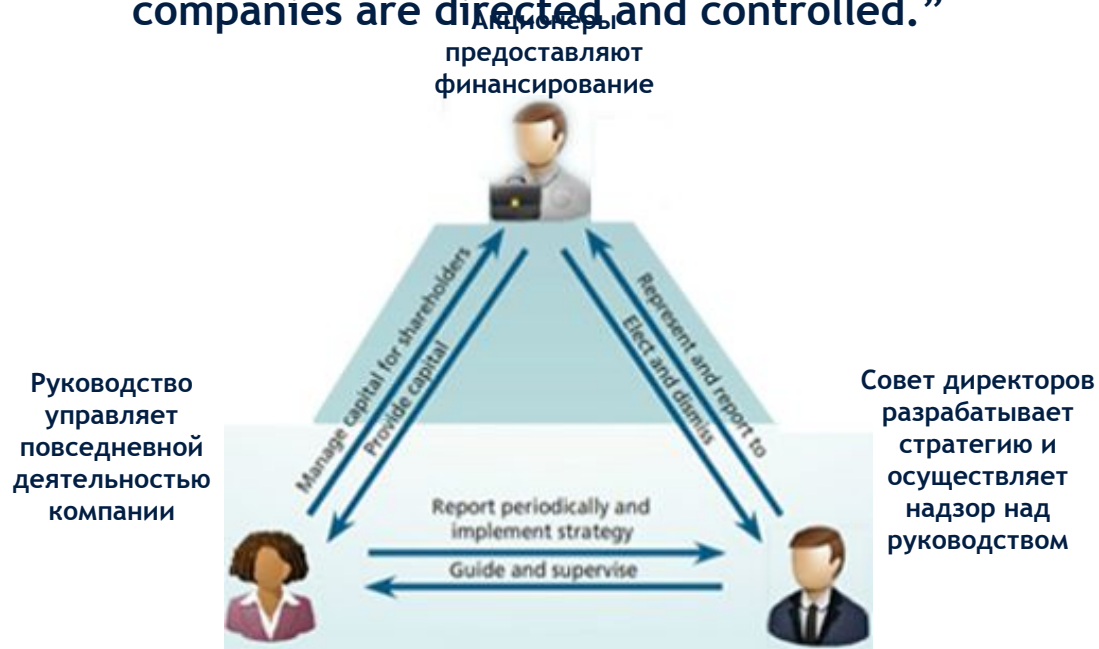 companies are directed and controlled.”
Акционеры
предоставляют
финансирование
Manage capital for shareholders
Provide capital
Represent and report to
Elect and dismiss
Руководство
управляет
повседневной
деятельностью
компании
Совет директоров
разрабатывает
стратегию и
осуществляет
надзор над
руководством
Report periodically and
implement strategy
Guide and supervise